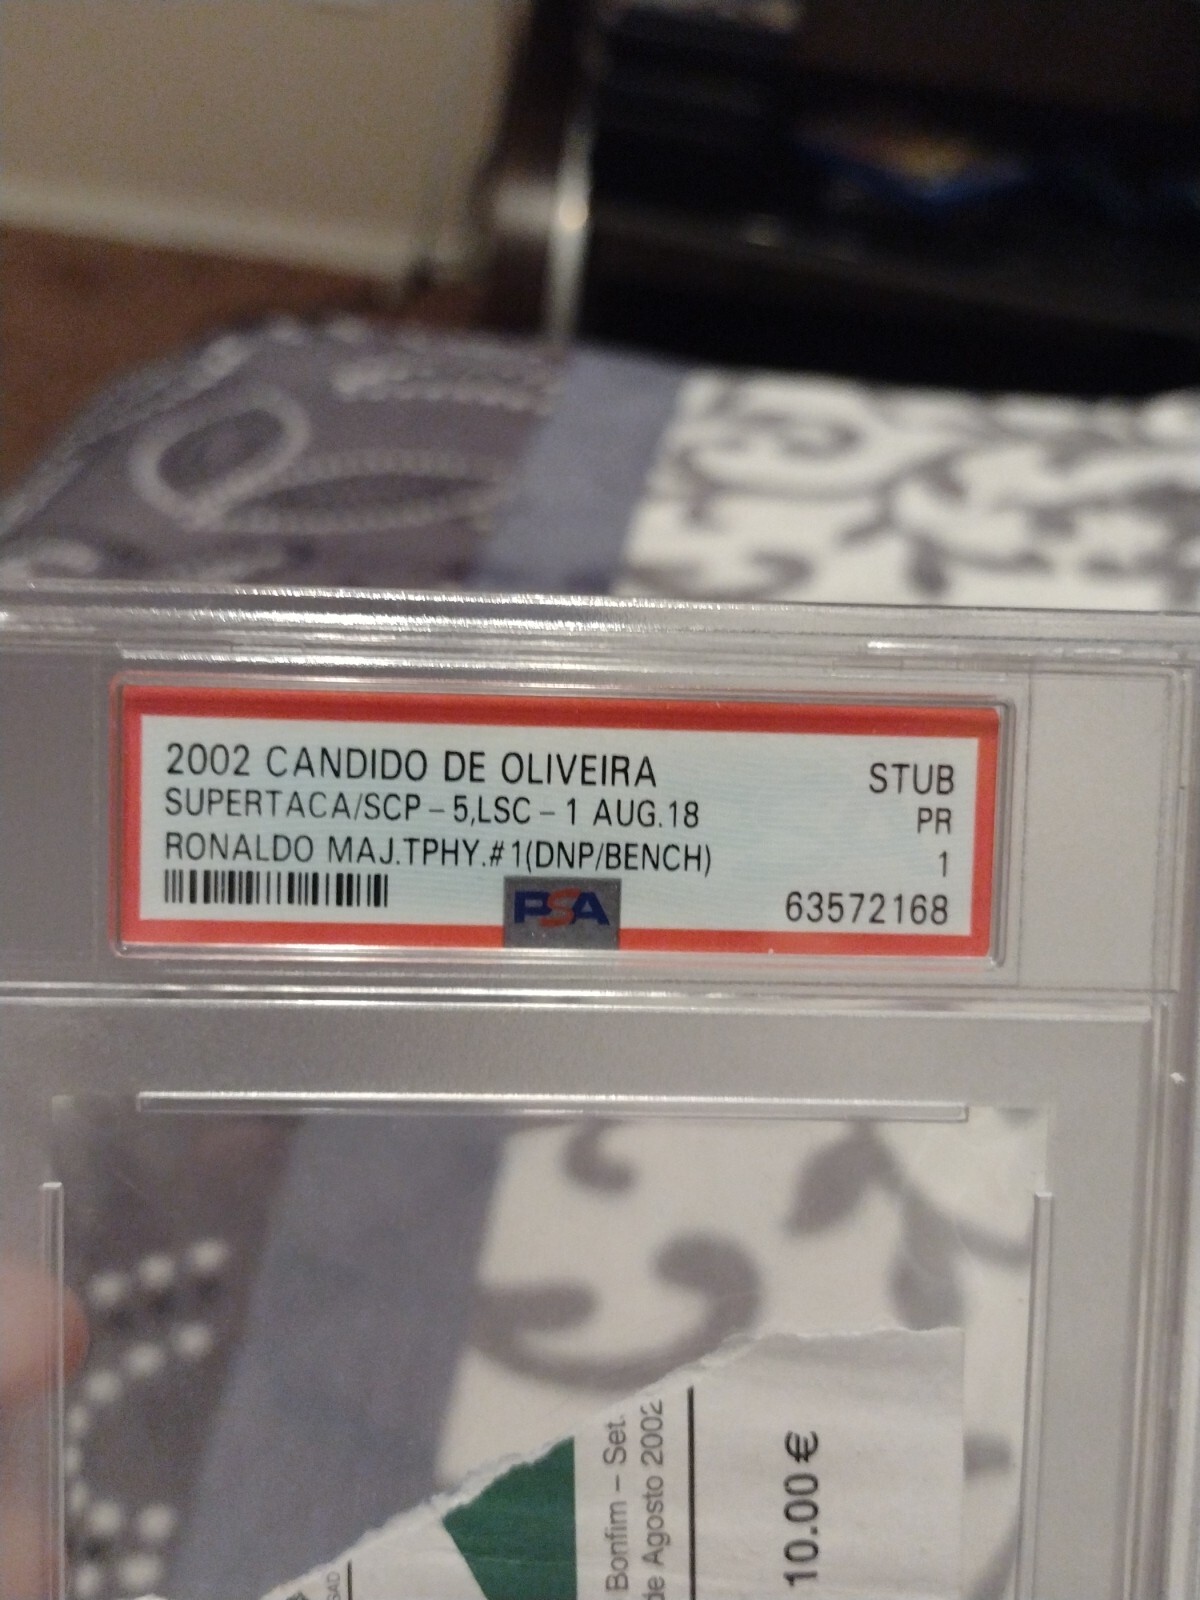 2002 CANDIDO DE OLIVEIRA
SUPERTACA/SCP - 5,LSC - 1 AUG.18
RONALDO MAJ.TPHY.#1(DNP/BENCH)
STUB
PR
1
63572168
PSA
SAD
Bonfim - Set.
de Agosto 2002
10.00€